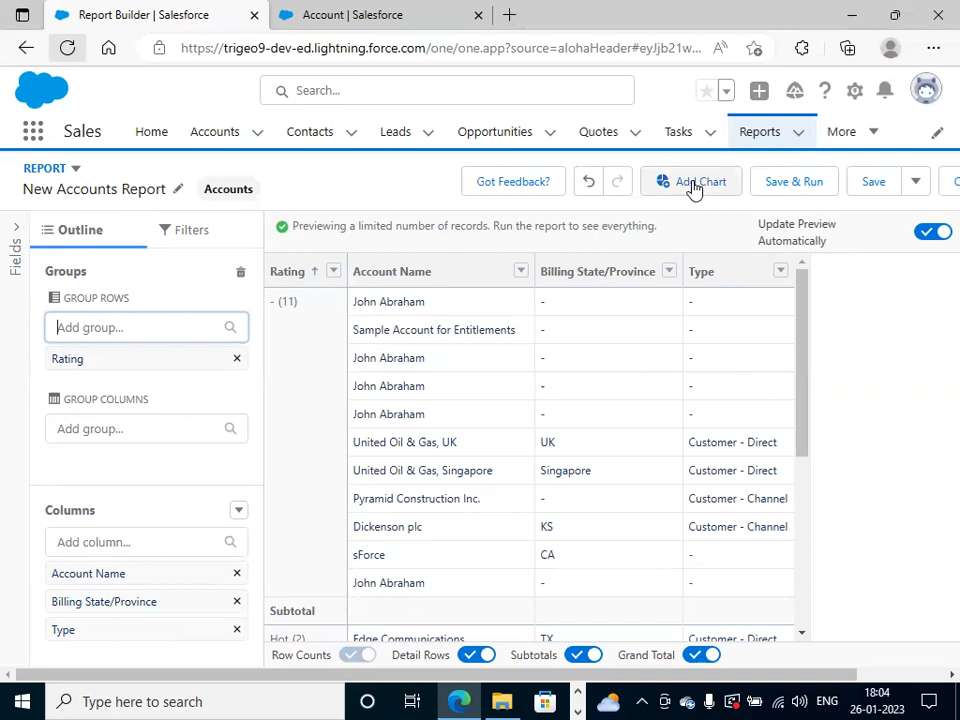 Report Builder | Salesforce
Account | Salesforce
https://trigeo9-dev-ed.lightning.force.com/one/one.app?source=alohaHeader#eyJjb21w...
Search...
Sales
Home
Accounts
Contacts
Leads
Opportunities
Quotes
Tasks
Reports
More
REPORT
New Accounts Report
Accounts
Got Feedback?
Add Chart
Save & Run
Save
C
Fields
Outline
Filters
Previewing a limited number of records. Run the report to see everything.
Update Preview
Automatically
Groups
GROUP ROWS
Add group...
Rating
GROUP COLUMNS
Add group...
Columns
Add column...
Account Name
Billing State/Province
Type
Rating ↑ Account Name Billing State/Province Type
- (11) John Abraham - -
Sample Account for Entitlements - -
John Abraham - -
John Abraham - -
John Abraham - -
United Oil & Gas, UK UK Customer - Direct
United Oil & Gas, Singapore Singapore Customer - Direct
Pyramid Construction Inc. - Customer - Channel
Dickenson plc KS Customer - Channel
sForce CA -
John Abraham - -
Subtotal
Hot (2) Edge Communications TX Customer - Direct
Row Counts
Detail Rows
Subtotals
Grand Total
Type here to search
ENG
18:04
26-01-2023